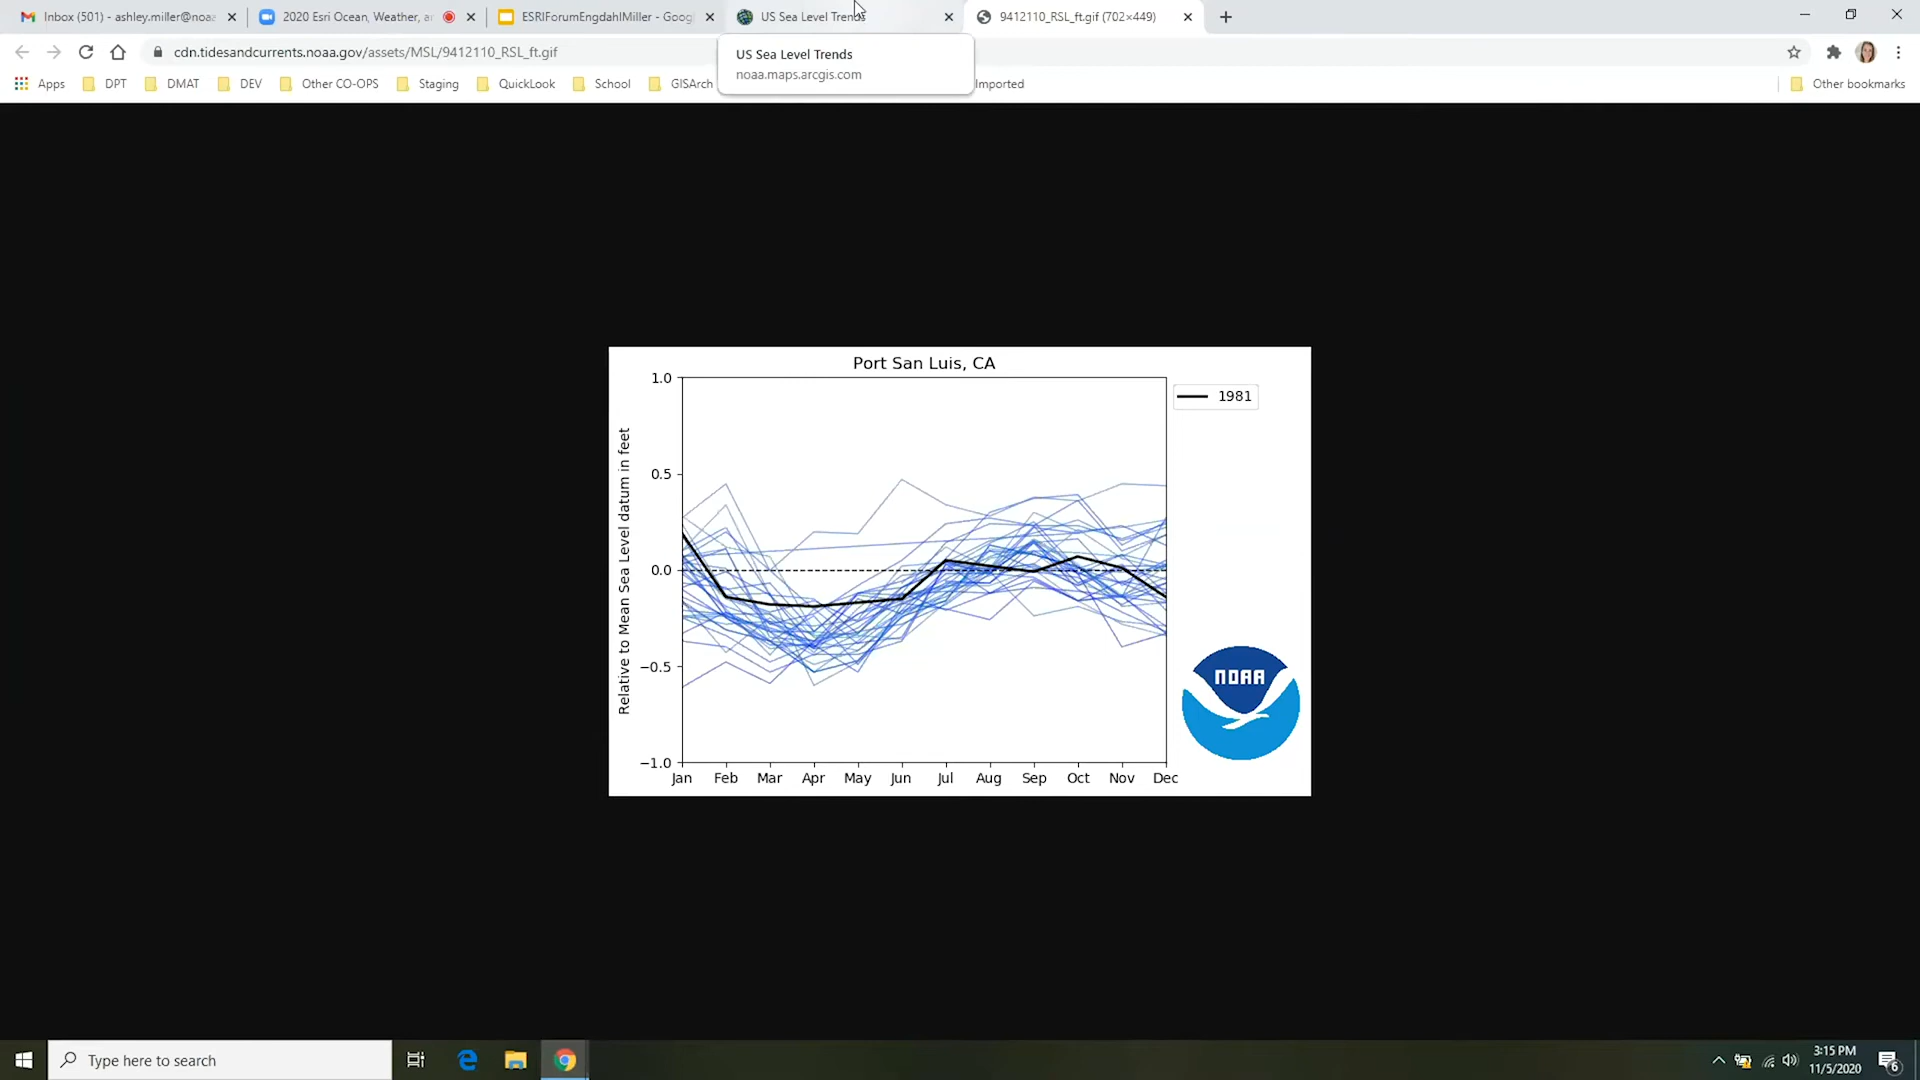 Inbox (501) - ashley.miller@noaa
2020 Esri Ocean, Weather, a
ESRIForumEngdahlMiller - Goog
US Sea Level Trends
9412110_RSL_ft.gif (702×449)
cdn.tidesandcurrents.noaa.gov/assets/MSL/9412110_RSL_ft.gif
US Sea Level Trends
noaa.maps.arcgis.com
Apps
DPT
DMAT
DEV
Other CO-OPS
Staging
QuickLook
School
GISArch
Imported
Other bookmarks
Port San Luis, CA
1981
Relative to Mean Sea Level datum in feet
1.0
0.5
0.0
−0.5
−1.0
Jan Feb Mar Apr May Jun Jul Aug Sep Oct Nov Dec
NOAA
Type here to search
3:15 PM
11/5/2020
6